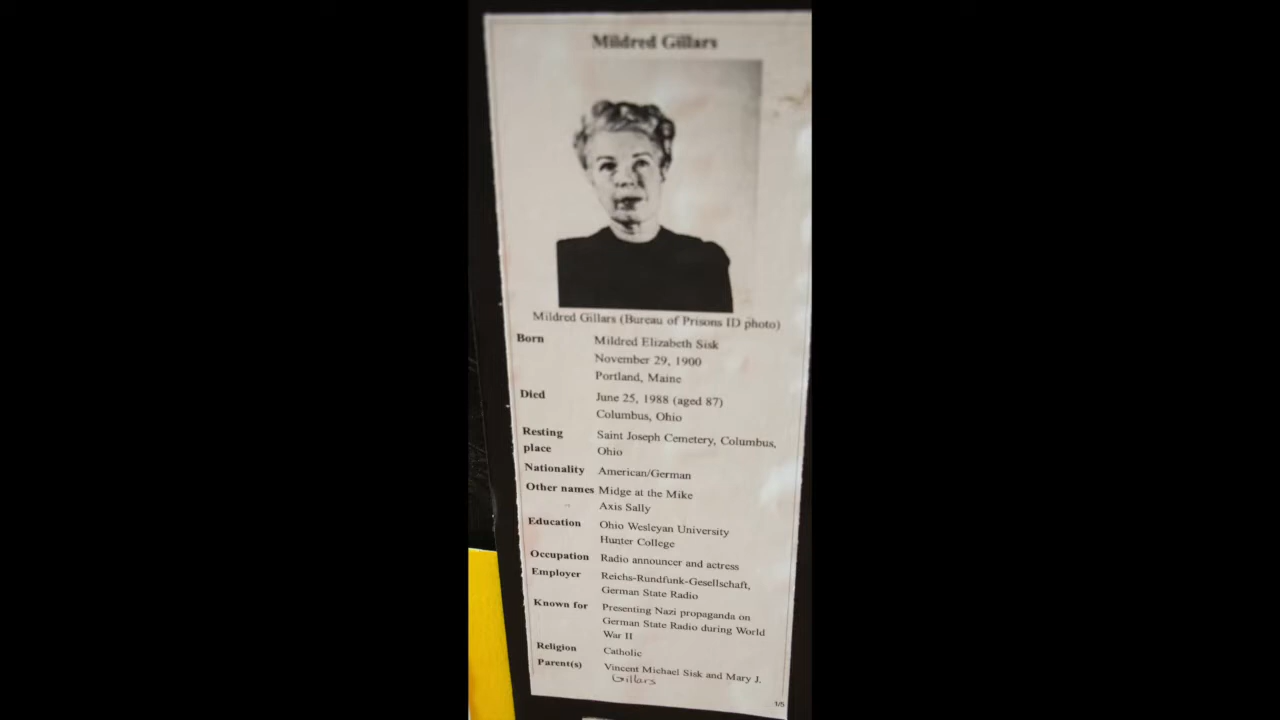 Mildred Gillars
Mildred Gillars (Bureau of Prisons ID photo)
Born Mildred Elizabeth Sisk
November 29, 1900
Portland, Maine
Died June 25, 1988 (aged 87)
Columbus, Ohio
Resting place Saint Joseph Cemetery, Columbus,
Ohio
Nationality American/German
Other names Midge at the Mike
Axis Sally
Education Ohio Wesleyan University
Hunter College
Occupation Radio announcer and actress
Employer Reichs-Rundfunk-Gesellschaft,
German State Radio
Known for Presenting Nazi propaganda on
German State Radio during World
War II
Religion Catholic
Parent(s) Vincent Michael Sisk and Mary J.
Gillars
1/5